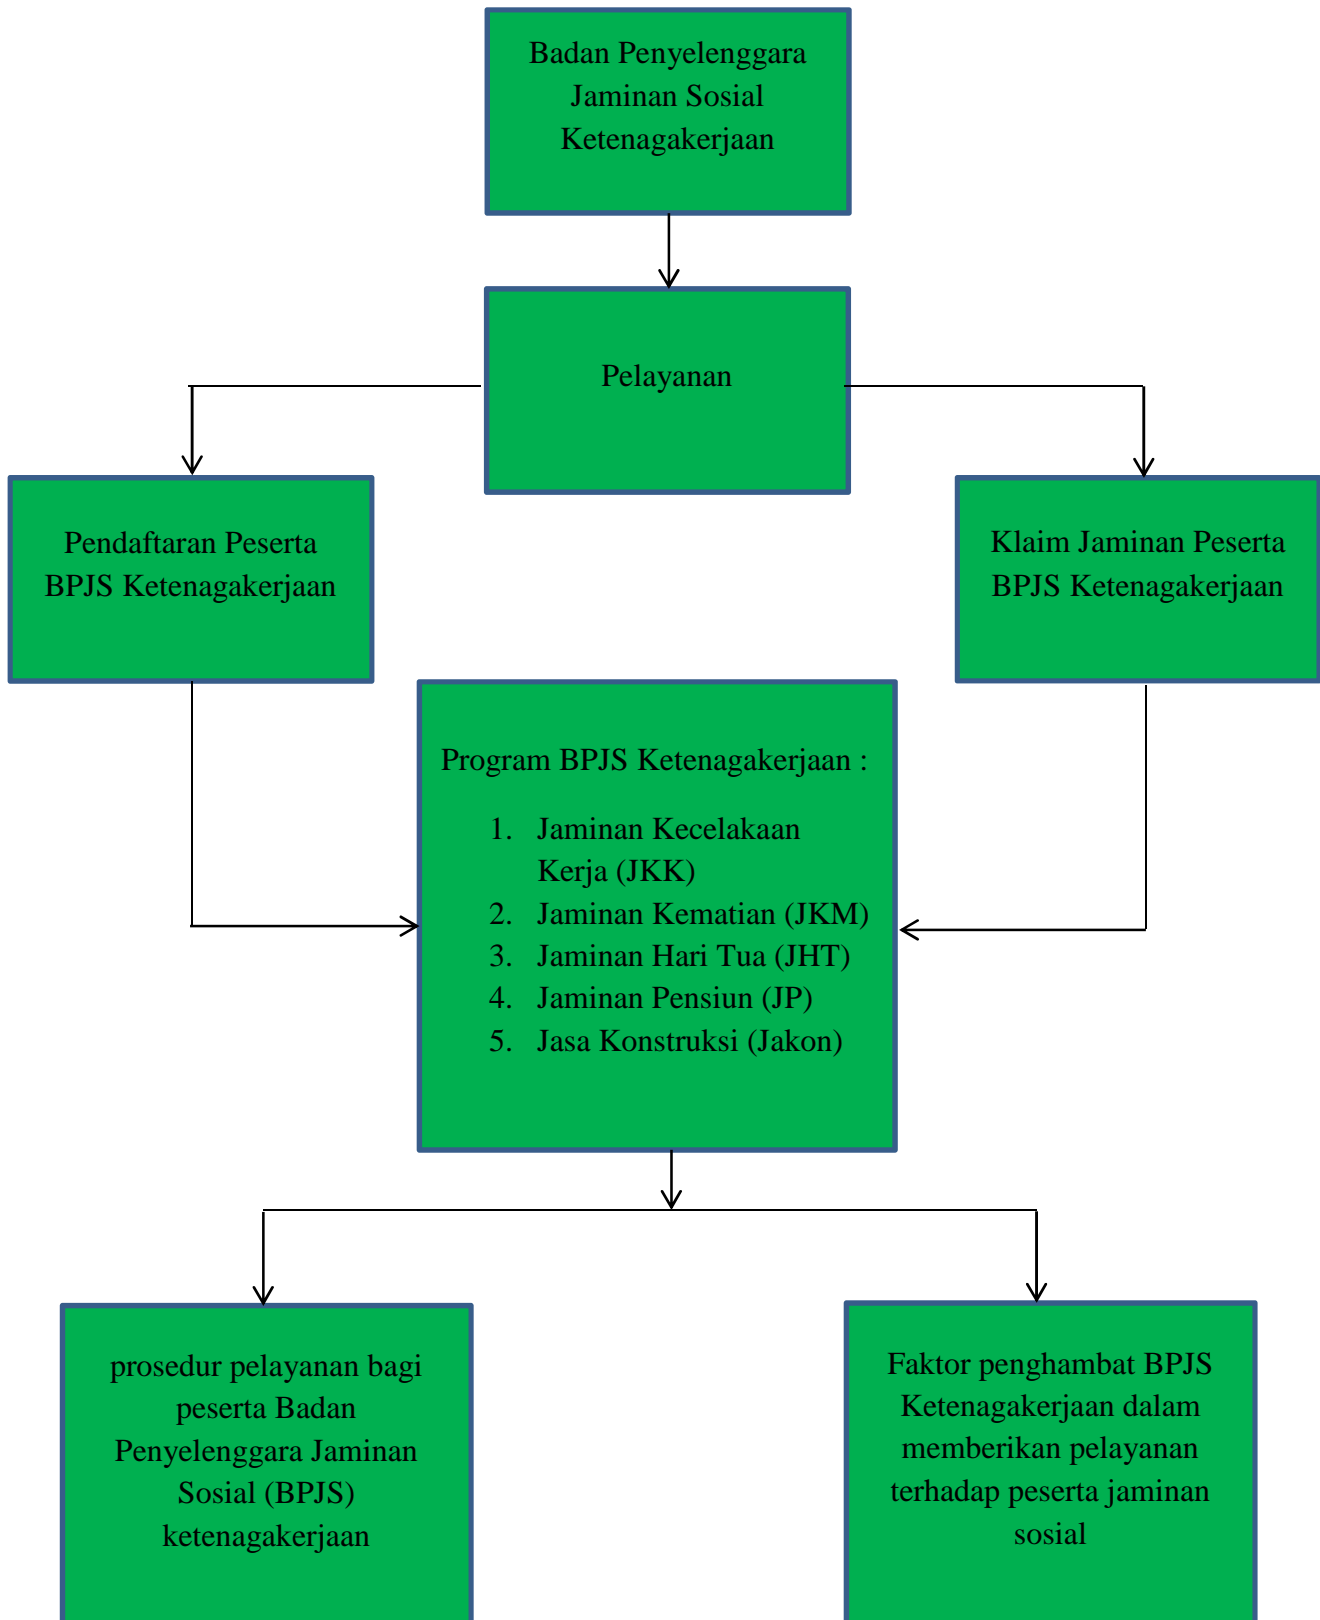 Badan Penyelenggara
Jaminan Sosial
Ketenagakerjaan
Pelayanan
Pendaftaran Peserta
BPJS Ketenagakerjaan
Klaim Jaminan Peserta
BPJS Ketenagakerjaan
Program BPJS Ketenagakerjaan :
1. Jaminan Kecelakaan
Kerja (JKK)
2. Jaminan Kematian (JKM)
3. Jaminan Hari Tua (JHT)
4. Jaminan Pensiun (JP)
5. Jasa Konstruksi (Jakon)
prosedur pelayanan bagi
peserta Badan
Penyelenggara Jaminan
Sosial (BPJS)
ketenagakerjaan
Faktor penghambat BPJS
Ketenagakerjaan dalam
memberikan pelayanan
terhadap peserta jaminan
sosial